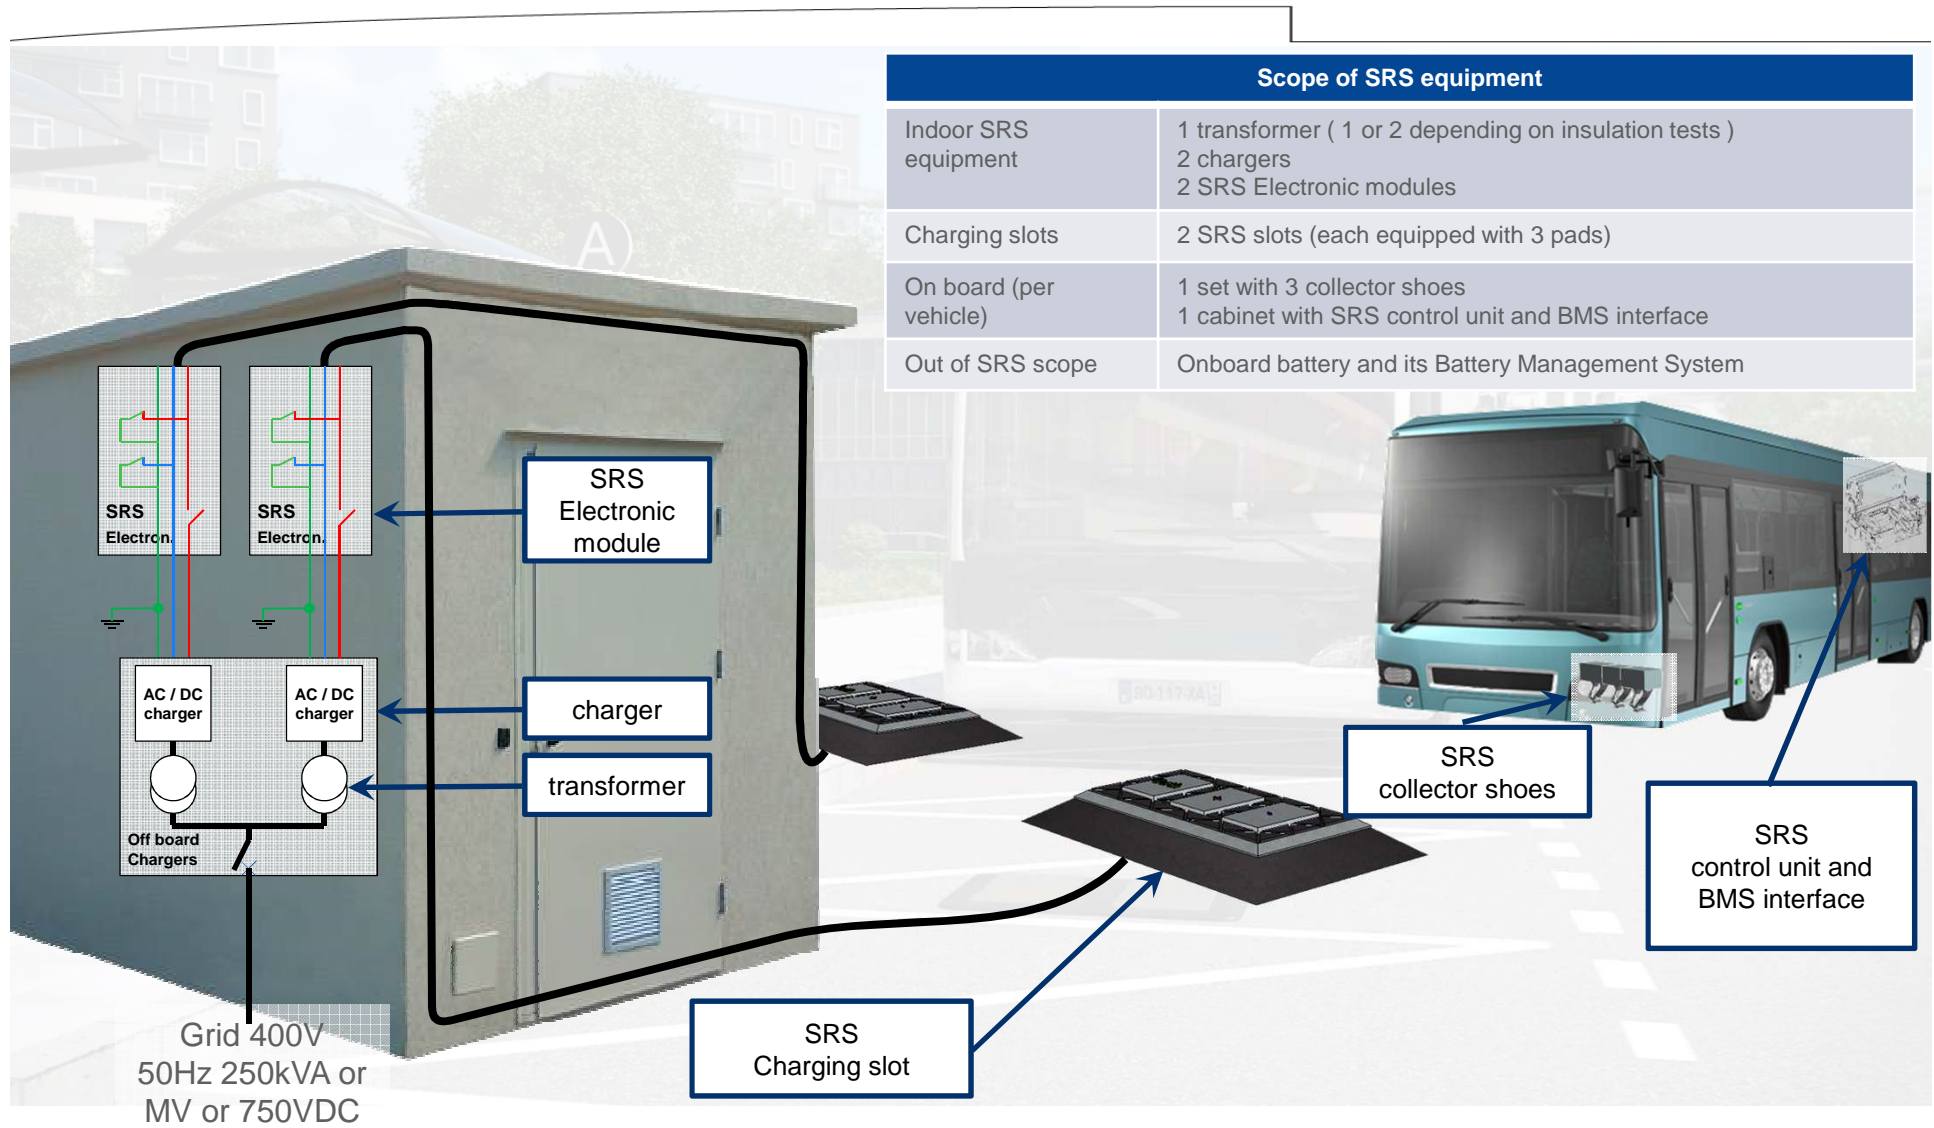 Scope of SRS equipment
Indoor SRS
equipment
1 transformer ( 1 or 2 depending on insulation tests )
2 chargers
2 SRS Electronic modules
Charging slots
2 SRS slots (each equipped with 3 pads)
On board (per
vehicle)
1 set with 3 collector shoes
1 cabinet with SRS control unit and BMS interface
Out of SRS scope
Onboard battery and its Battery Management System
A
SRS
Electron.
SRS
Electron.
SRS
Electronic
module
AC / DC
charger
AC / DC
charger
charger
transformer
Off board
Chargers
SRS
collector shoes
SRS
control unit and
BMS interface
SRS
Charging slot
Grid 400V
50Hz 250kVA or
MV or 750VDC